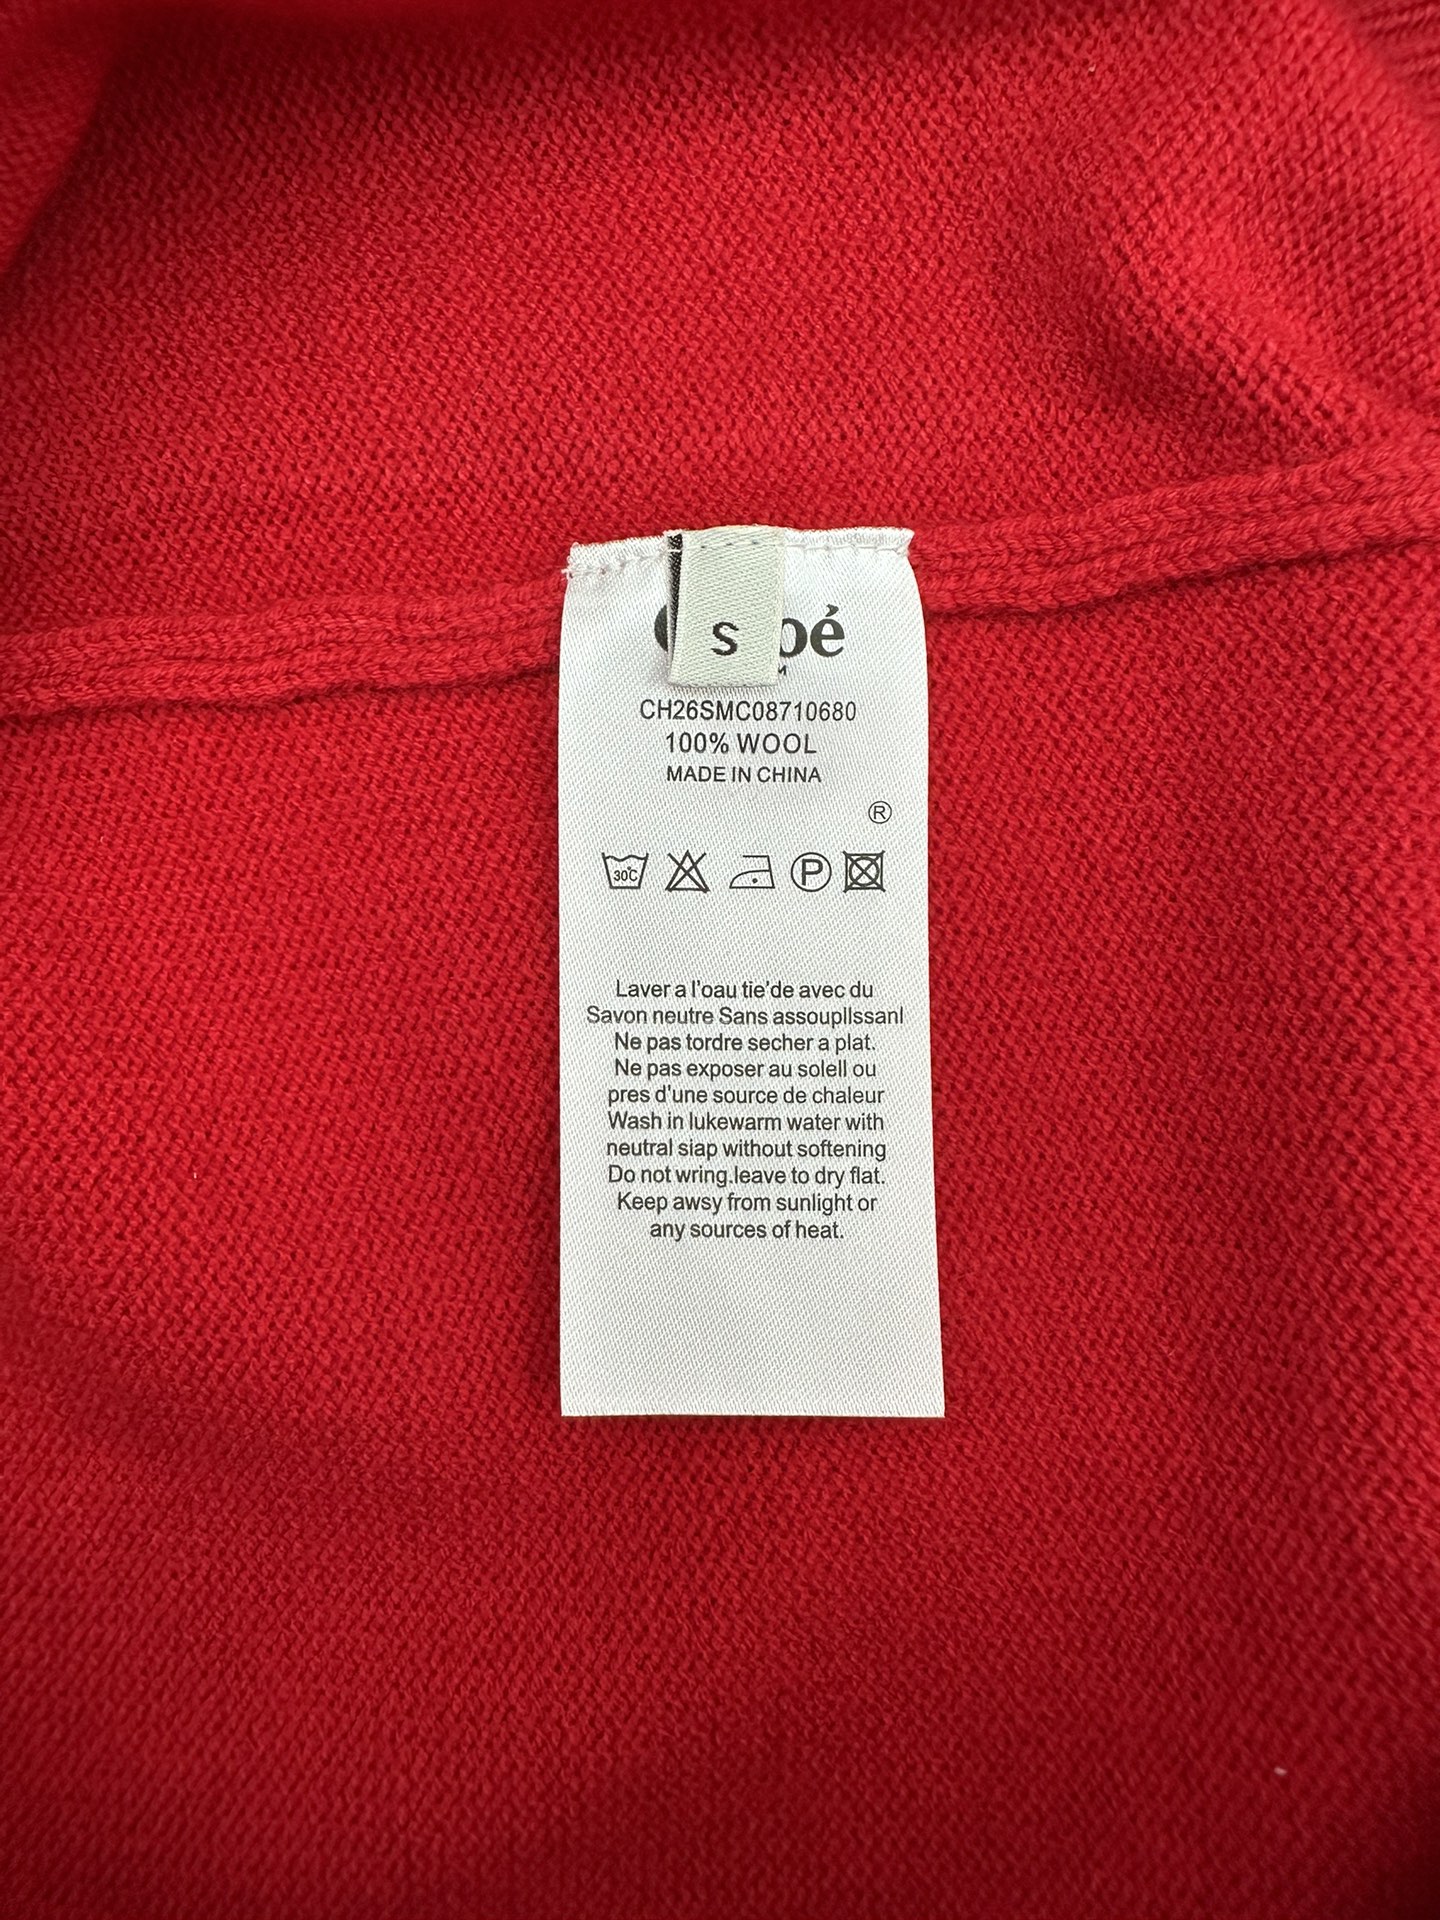 S
CH26SMC08710680
100% WOOL
MADE IN CHINA
®
30℃
P
Laver a l'oau tie'de avec du
Savon neutre Sans assouplIssanl
Ne pas tordre secher a plat.
Ne pas exposer au solell ou
pres d'une source de chaleur
Wash in lukewarm water with
neutral siap without softening
Do not wring.leave to dry flat.
Keep awsy from sunlight or
any sources of heat.